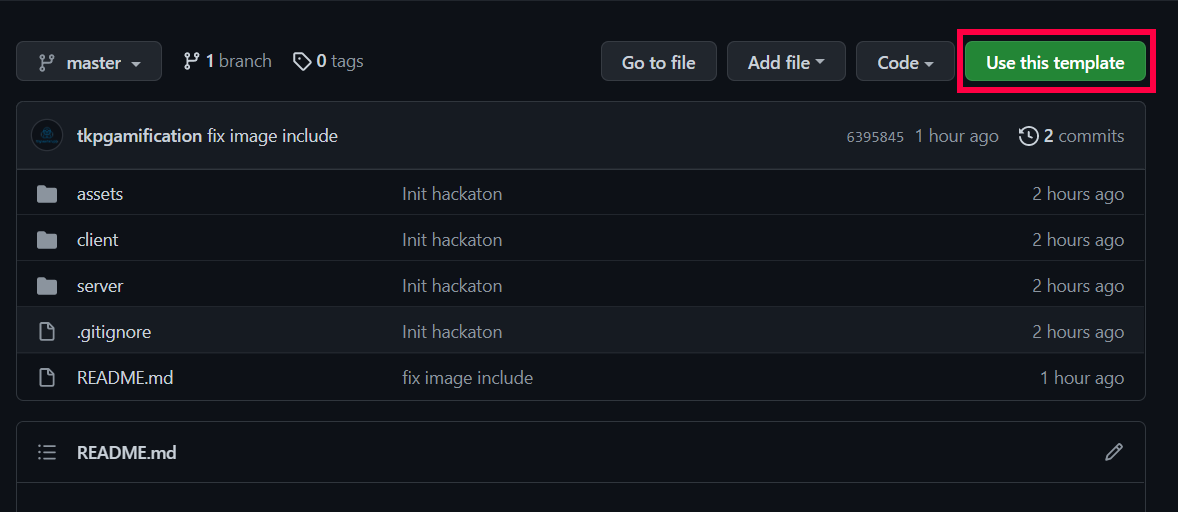 master 1 branch 0 tags Go to file Add file Code Use this template
tkpgamification fix image include 6395845 1 hour ago 2 commits
assets Init hackaton 2 hours ago
client Init hackaton 2 hours ago
server Init hackaton 2 hours ago
.gitignore Init hackaton 2 hours ago
README.md fix image include 1 hour ago
README.md